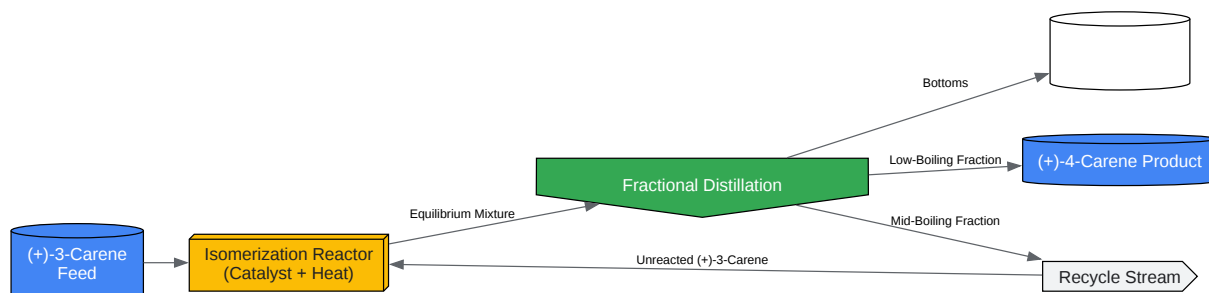 Bottoms
Low-Boiling Fraction
(+)-4-Carene Product
Fractional Distillation
Equilibrium Mixture
Mid-Boiling Fraction
(+)-3-Carene
Feed
Isomerization Reactor
(Catalyst + Heat)
Unreacted (+)-3-Carene
Recycle Stream